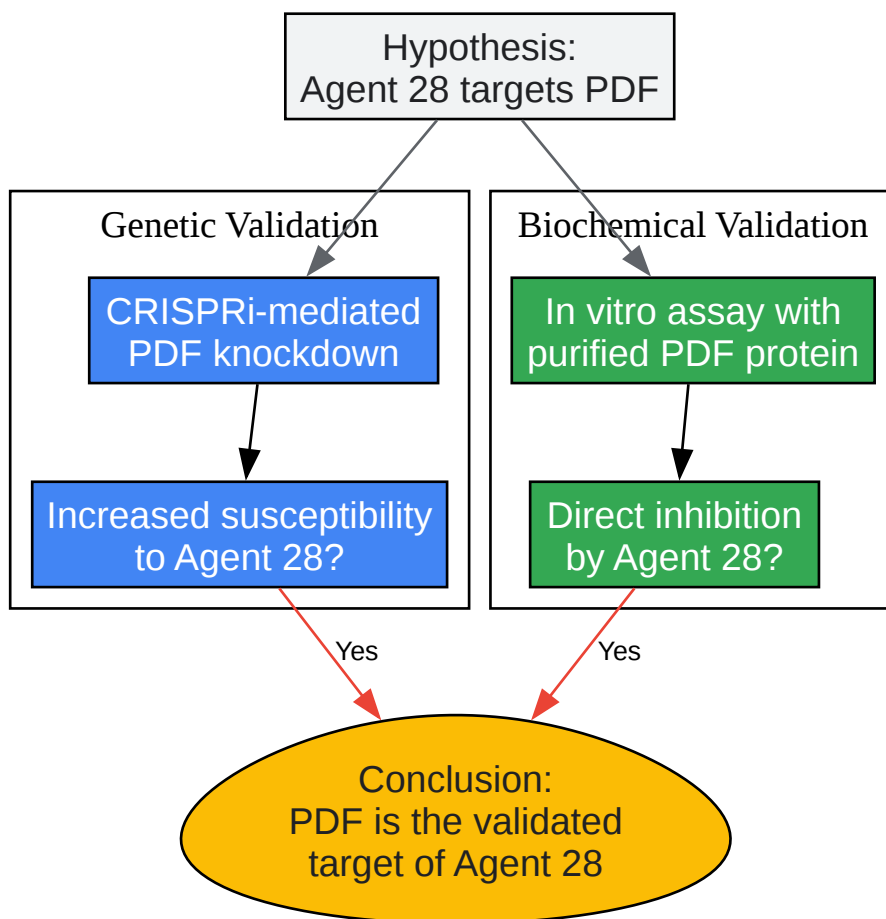 Hypothesis:
Agent 28 targets PDF
Genetic Validation
CRISPRi-mediated
PDF knockdown
Increased susceptibility
to Agent 28?
Yes
Biochemical Validation
In vitro assay with
purified PDF protein
Direct inhibition
by Agent 28?
Yes
Conclusion:
PDF is the validated
target of Agent 28